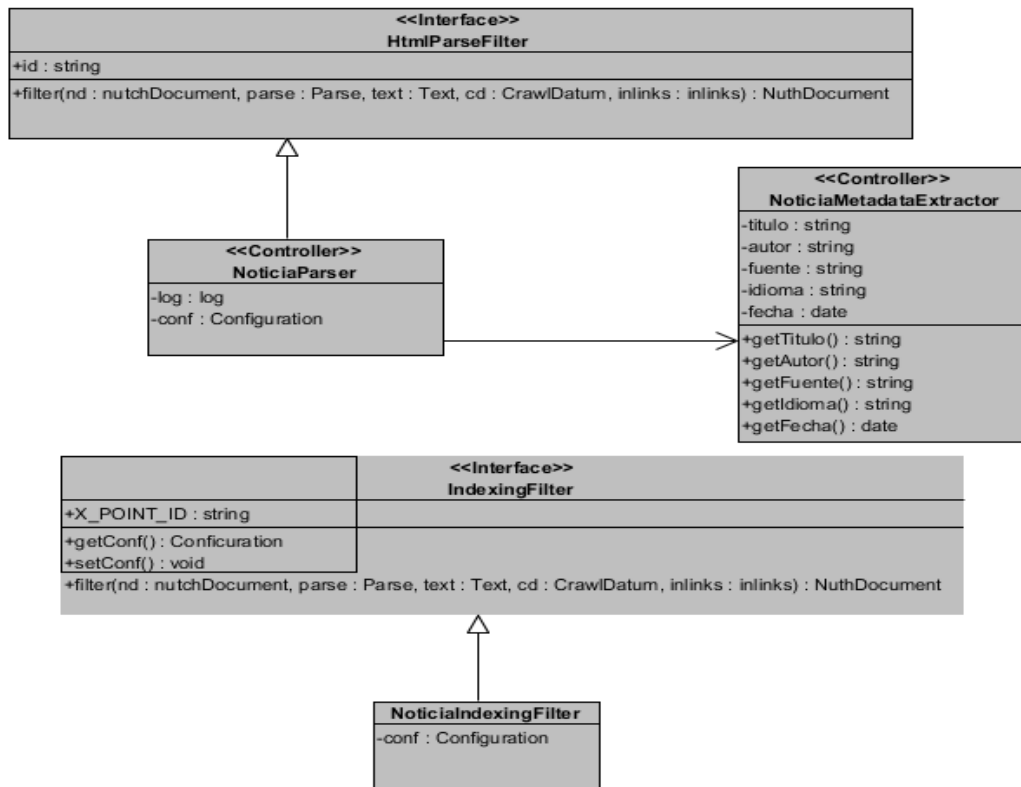 <<Interface>>
HtmlParseFilter
+id : string
+filter(nd : nutchDocument, parse : Parse, text : Text, cd : CrawlDatum, inlinks : inlinks) : NuthDocument
<<Controller>>
NoticiaParser
-log : log
-conf : Configuration
<<Controller>>
NoticiaMetadataExtractor
-titulo : string
-autor : string
-fuente : string
-idioma : string
-fecha : date
+getTitulo() : string
+getAutor() : string
+getFuente() : string
+getIdioma() : string
+getFecha() : date
<<Interface>>
IndexingFilter
+X_POINT_ID : string
+getConf() : Conficuration
+setConf() : void
+filter(nd : nutchDocument, parse : Parse, text : Text, cd : CrawlDatum, inlinks : inlinks) : NuthDocument
NoticiaIndexingFilter
-conf : Configuration